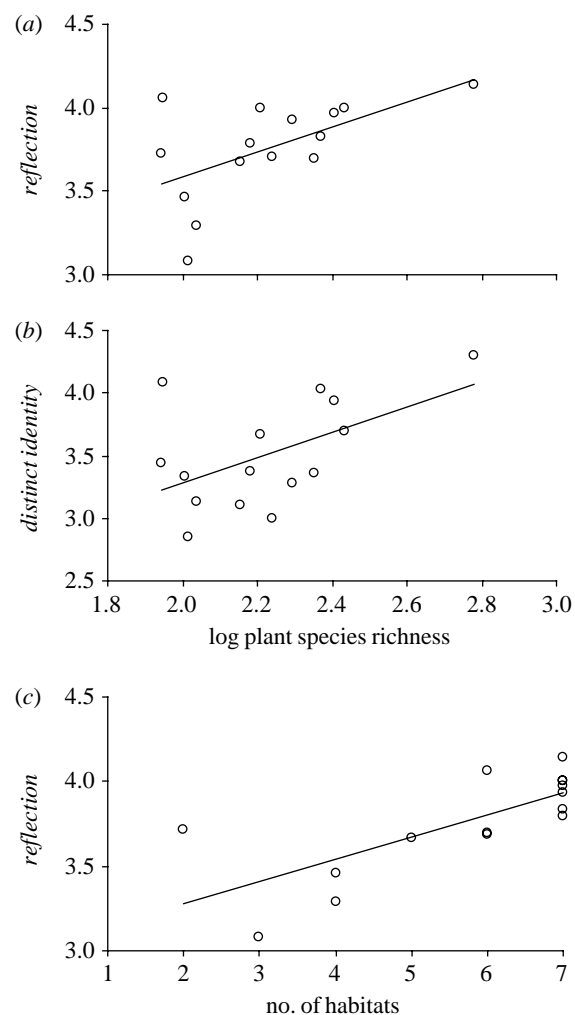 (a)
4.5
4.0
3.5
3.0
reflection
(b)
4.5
4.0
3.5
3.0
2.5
distinct identity
1.8 2.0 2.2 2.4 2.6 2.8 3.0
log plant species richness
(c)
4.5
4.0
3.5
3.0
reflection
1 2 3 4 5 6 7
no. of habitats